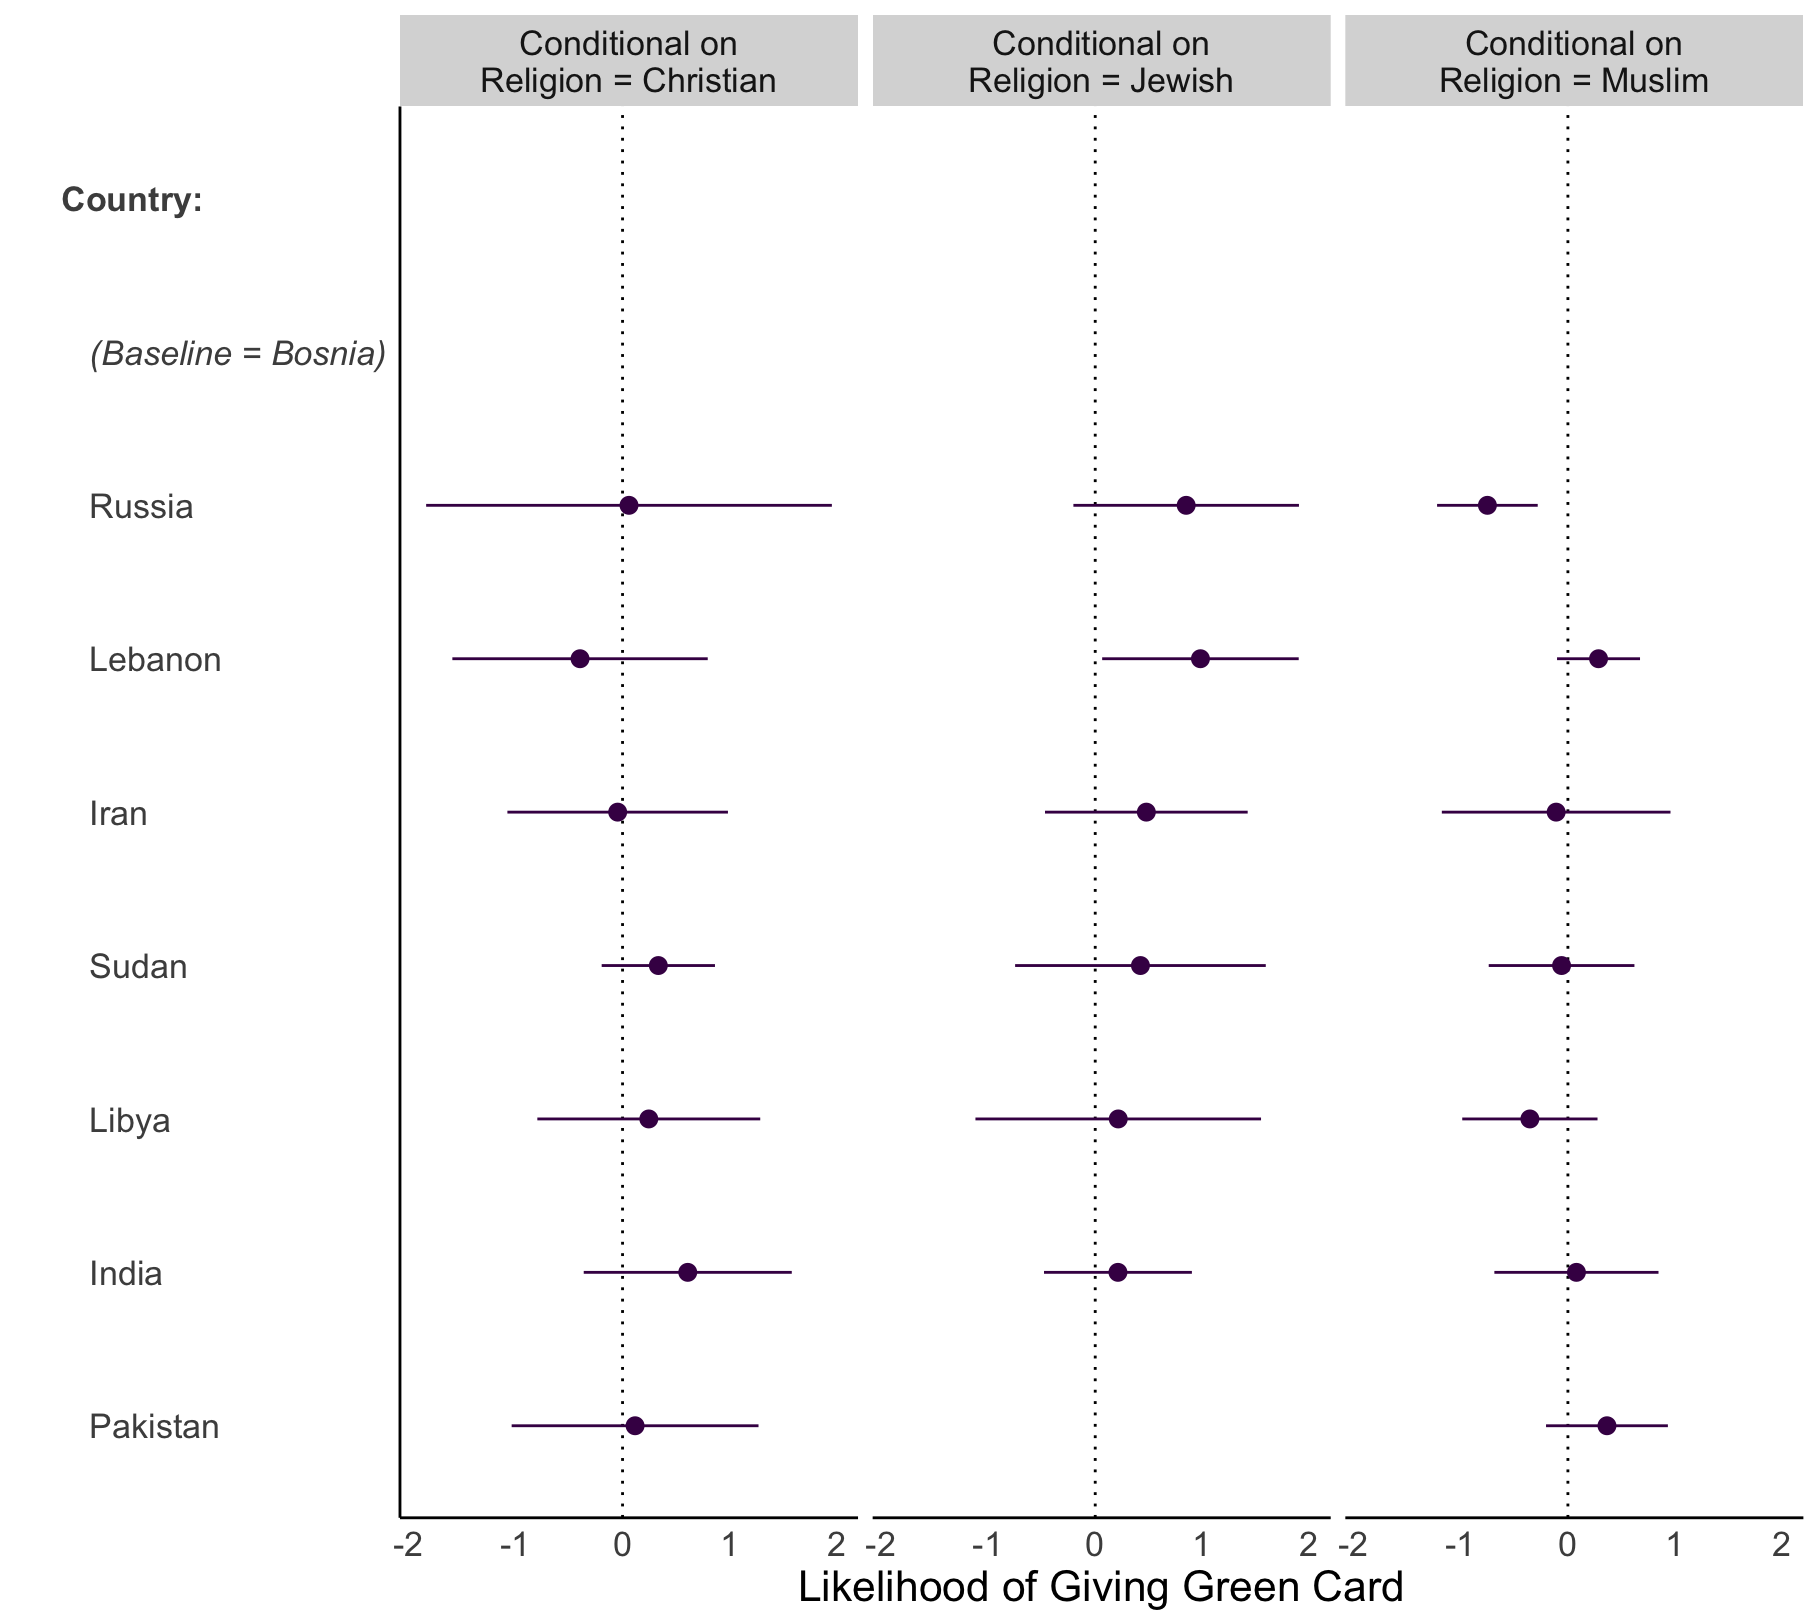 Conditional on
Religion = Christian
Conditional on
Religion = Jewish
Conditional on
Religion = Muslim
Country:
(Baseline = Bosnia)
Russia
Lebanon
Iran
Sudan
Libya
India
Pakistan
-2 -1 0 1 2 -2 -1 0 1 2 -2 -1 0 1 2
Likelihood of Giving Green Card